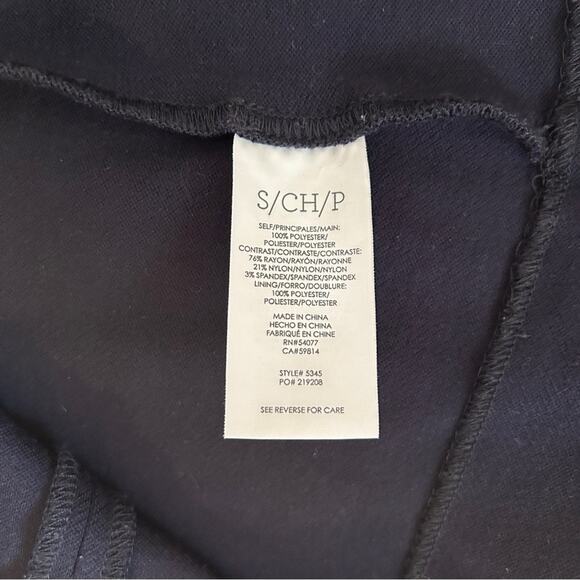 S/CH/P
SELF/PRINCIPALES/MAIN:
100% POLYESTER/
POLIESTER/POLYESTER
CONTRAST/CONTRASTE/CONTRASTE:
76% RAYON/RAYÓN/RAYONNE
21% NYLON/NYLON/NYLON
3% SPANDEX/SPANDEX/SPANDEX
LINING/FORRO/DOUBLURE:
100% POLYESTER/
POLIESTER/POLYESTER
MADE IN CHINA
HECHO EN CHINA
FABRIQUÉ EN CHINE
RN#54077
CA#59814
STYLE# 5345
PO# 219208
SEE REVERSE FOR CARE